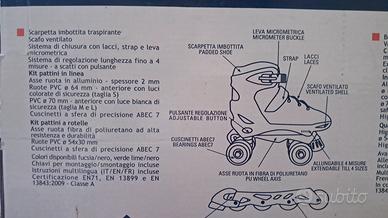 Scarpetta imbottita traspirante
Scafo ventilato
Sistema di chiusura con lacci, strap e leva
micrometrica
Sistema di regolazione lunghezza fino a 4
misure - a scatti con pulsante
Kit pattini in linea
Asse ruota in alluminio - spessore 2 mm
Ruote PVC ø 64 mm - anteriore con luci
colorate di sicurezza (taglia S)
PVC ø 70 mm - anteriore con luce bianca
di sicurezza (taglia M e L)
Cuscinetti a sfera di precisione ABEC 7
Kit pattini a rotelle
Asse ruota fibra di poliuretano ad alta
resistenza e durabilità
Ruote PVC ø 54x30 mm
Cuscinetti a sfera di precisione ABEC 7
Colori disponibili fucsia/nero, verde lime/nero
Chiavi per montaggio/smontaggio incluse
Istruzioni multilingua (IT/EN/FR) incluse
Certificazione EN71, EN 13899 e EN
13843:2009 - Classe A
SCARPETTA IMBOTTITA
PADDED SHOE
LEVA MICROMETRICA
MICROMETER BUCKLE
STRAP
LACCI
LACES
SCAFO VENTILATO
VENTILATED SHELL
PULSANTE REGOLAZIONE
ADJUSTABLE BUTTON
CUSCINETTI ABEC7
BEARINGS ABEC7
ASSE RUOTA IN FIBRA DI POLIURETANO
PU WHEEL AXIS
ALLUNGABILE 4 MISURE
EXTENDABLE TILL 4 SIZES
subito